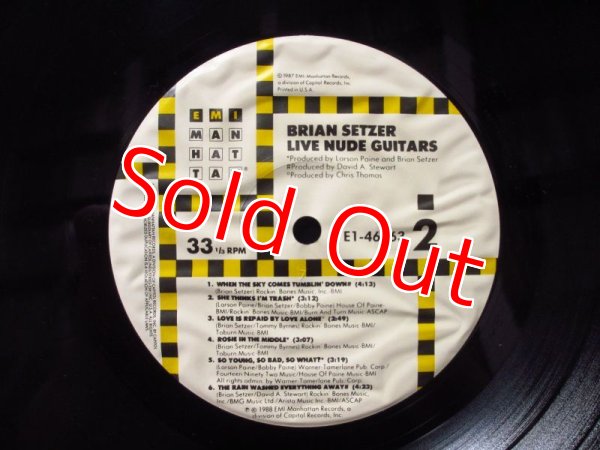 © 1987 EMI-Manhattan Records,
a division of Capitol Records, Inc.
Printed in U.S.A.
EMI
MAN
HAT
TA
®
BRIAN SETZER
LIVE NUDE GUITARS
*Produced by Larson Paine and Brian Setzer
#Produced by David A. Stewart
°Produced by Chris Thomas
Sold Out
33 1/3 RPM
E1-46
2
1. WHEN THE SKY COMES TUMBLIN' DOWN# (4:13)
(Brian Setzer) Rockin' Bones Music, Inc. BMI
2. SHE THINKS I'M TRASH* (3:12)
(Larson Paine/Brian Setzer/Bobby Paine) House Of Paine
BMI/Rockin' Bones Music BMI/Burn And Turn Music ASCAP
3. LOVE IS REPAID BY LOVE ALONE° (3:49)
(Brian Setzer/Tommy Byrnes) Rockin' Bones Music BMI/
Toburn Music BMI
4. ROSIE IN THE MIDDLE° (3:07)
(Brian Setzer/Tommy Byrnes) Rockin' Bones Music BMI/
Toburn Music BMI
5. SO YOUNG, SO BAD, SO WHAT?* (3:19)
(Larson Paine/Bobby Paine) Warner-Tamerlane Pub. Corp/
Fourteen Ninety Two Music/House Of Paine Music BMI
All rights admin. by Warner-Tamerlane Pub./Corp.
6. THE RAIN WASHED EVERYTHING AWAY# (4:23)
(Brian Setzer/David A. Stewart) Rockin' Bones Music,
Inc./BMG Music Ltd/Arista Music Inc. BMI/ASCAP
℗ © 1988 EMI-Manhattan Records, a
division of Capitol Records, Inc.